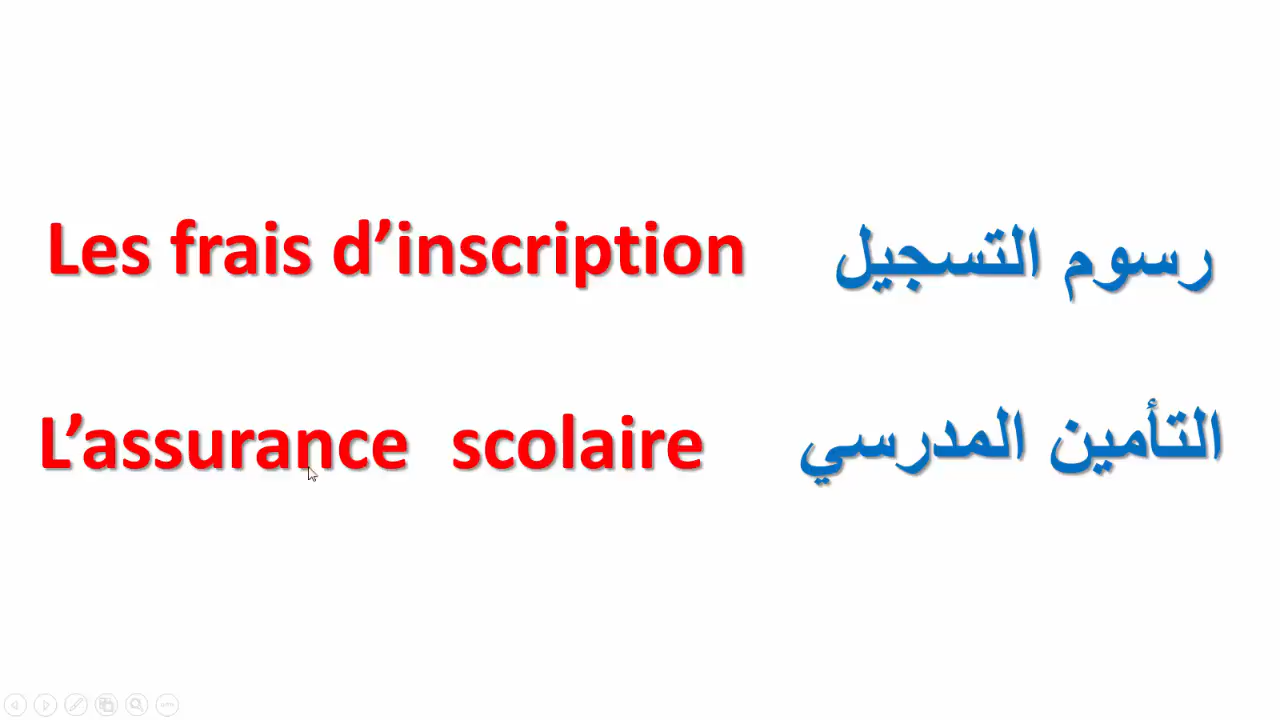 Les frais d’inscription رسوم التسجيل
L’assurance scolaire التأمين المدرسي